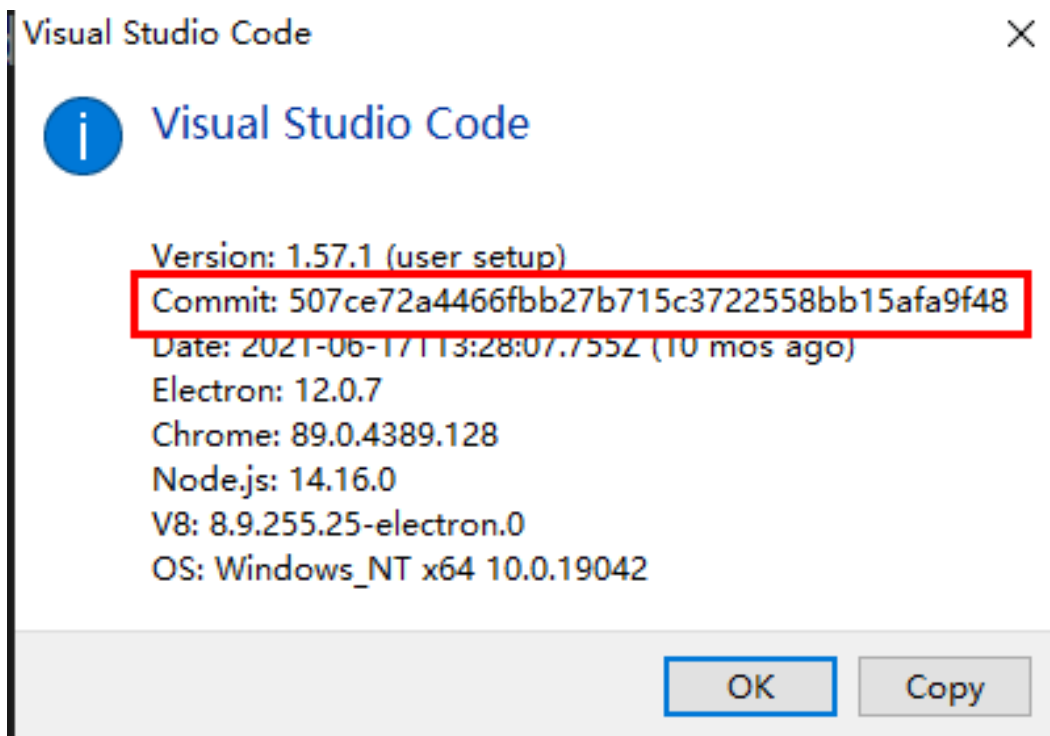 Visual Studio Code
Visual Studio Code
Version: 1.57.1 (user setup)
Commit: 507ce72a4466fbb27b715c3722558bb15afa9f48
Date: 2021-06-17T13:28:07.755Z (10 mos ago)
Electron: 12.0.7
Chrome: 89.0.4389.128
Node.js: 14.16.0
V8: 8.9.255.25-electron.0
OS: Windows_NT x64 10.0.19042
OK Copy